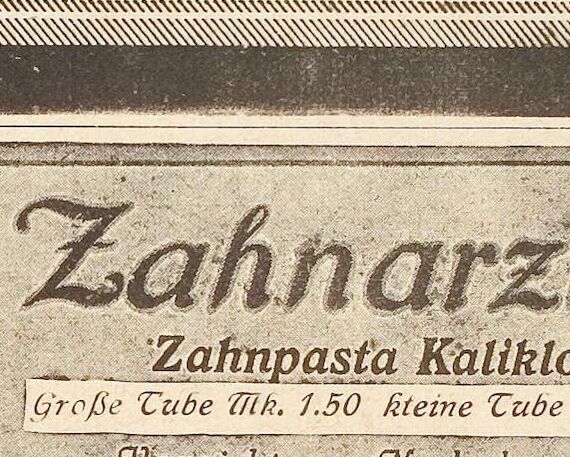 Zahnarz
Zahnpasta Kaliklo
Große Tube Mk. 1.50 kleine Tube